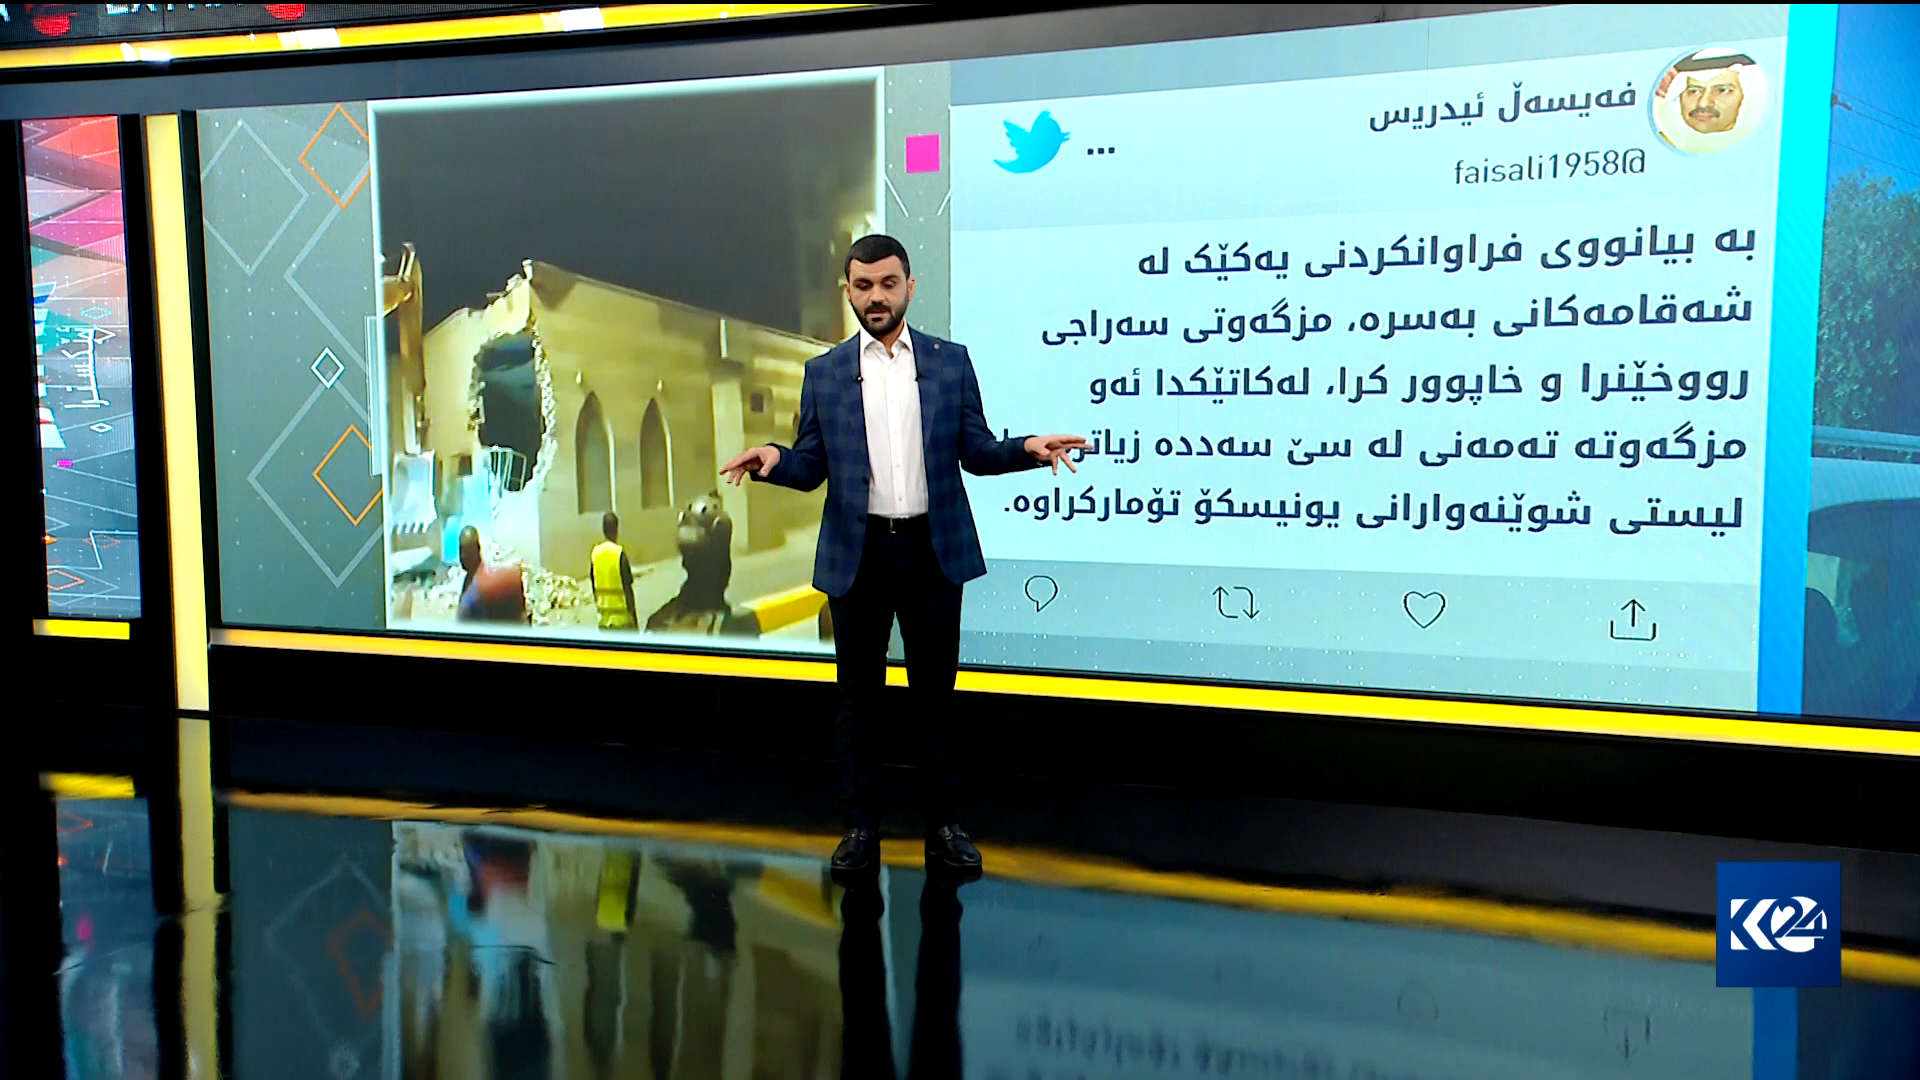 فەیسەڵ ئیدریس
faisali1958@
...
بە بیانووی فراوانکردنی یەکێک لە
شەقامەکانی بەسرە، مزگەوتی سەراجی
رووخێنرا و خاپوور کرا، لەکاتێکدا ئەو
مزگەوتە تەمەنی لە سێ سەددە
لیستی شوێنەوارانی یونیسکۆ تۆمارکراوە.
ئێکسترا
K24